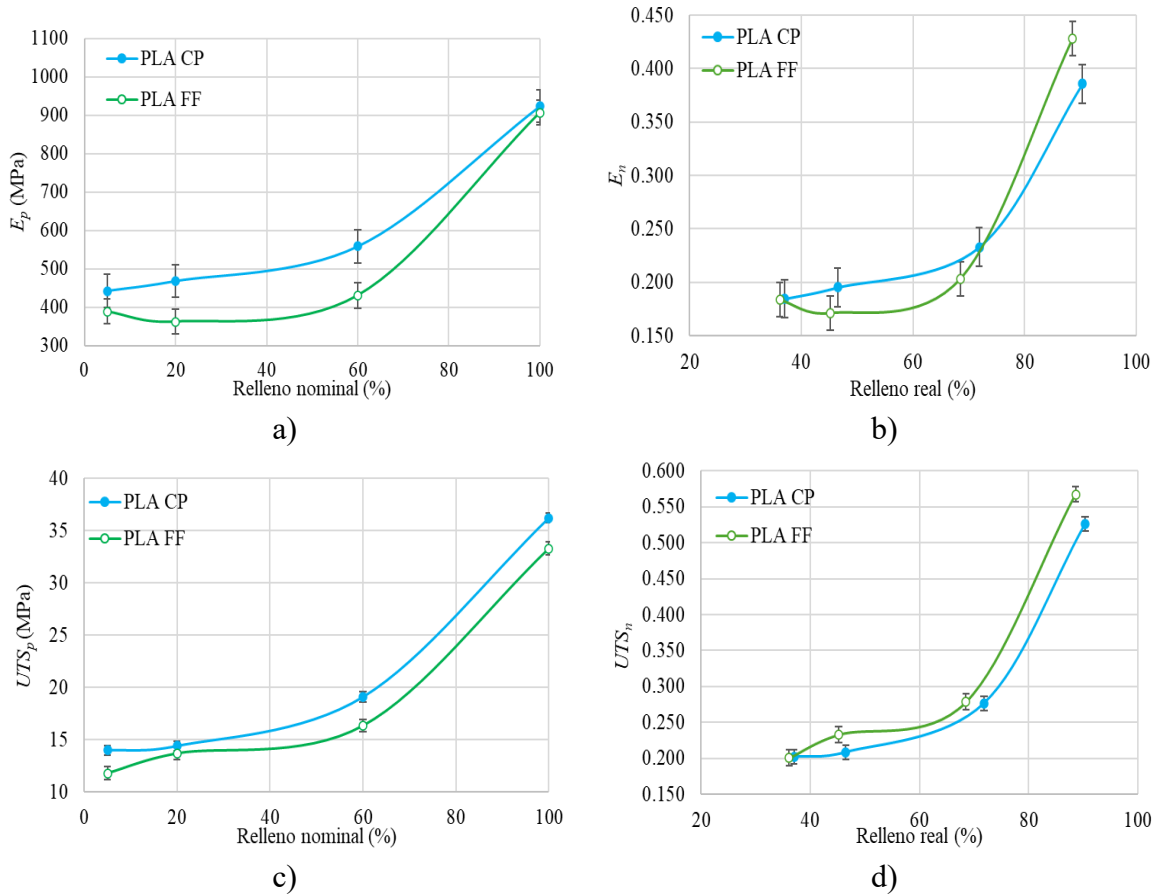 1100
1000
900
800
700
600
500
400
300
E_p (MPa)
PLA CP
PLA FF
0
20
40
60
80
100
Relleno nominal (%)
a)
0.450
0.400
0.350
0.300
0.250
0.200
0.150
E_n
PLA CP
PLA FF
20
40
60
80
100
Relleno real (%)
b)
40
35
30
25
20
15
10
UTS_p (MPa)
PLA CP
PLA FF
0
20
40
60
80
100
Relleno nominal (%)
c)
0.600
0.550
0.500
0.450
0.400
0.350
0.300
0.250
0.200
0.150
UTS_n
PLA CP
PLA FF
20
40
60
80
100
Relleno real (%)
d)